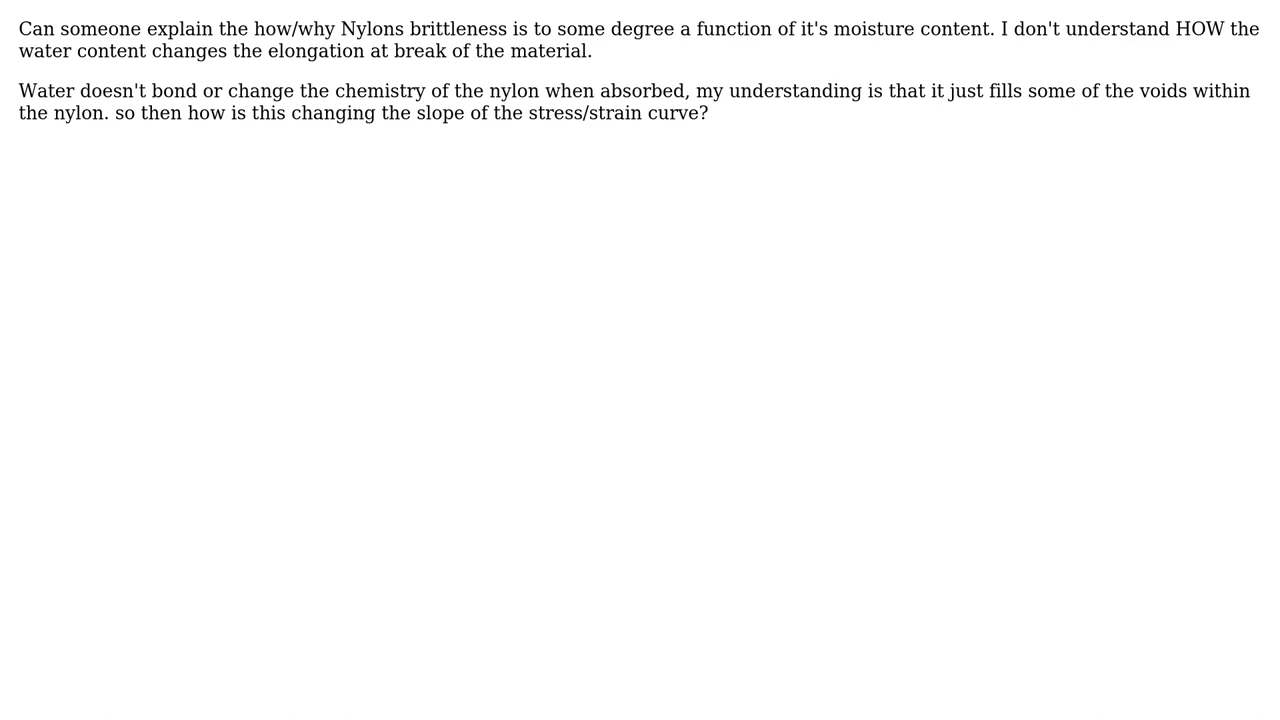 Can someone explain the how/why Nylons brittleness is to some degree a function of it's moisture content. I don't understand HOW the
water content changes the elongation at break of the material.
Water doesn't bond or change the chemistry of the nylon when absorbed, my understanding is that it just fills some of the voids within
the nylon. so then how is this changing the slope of the stress/strain curve?